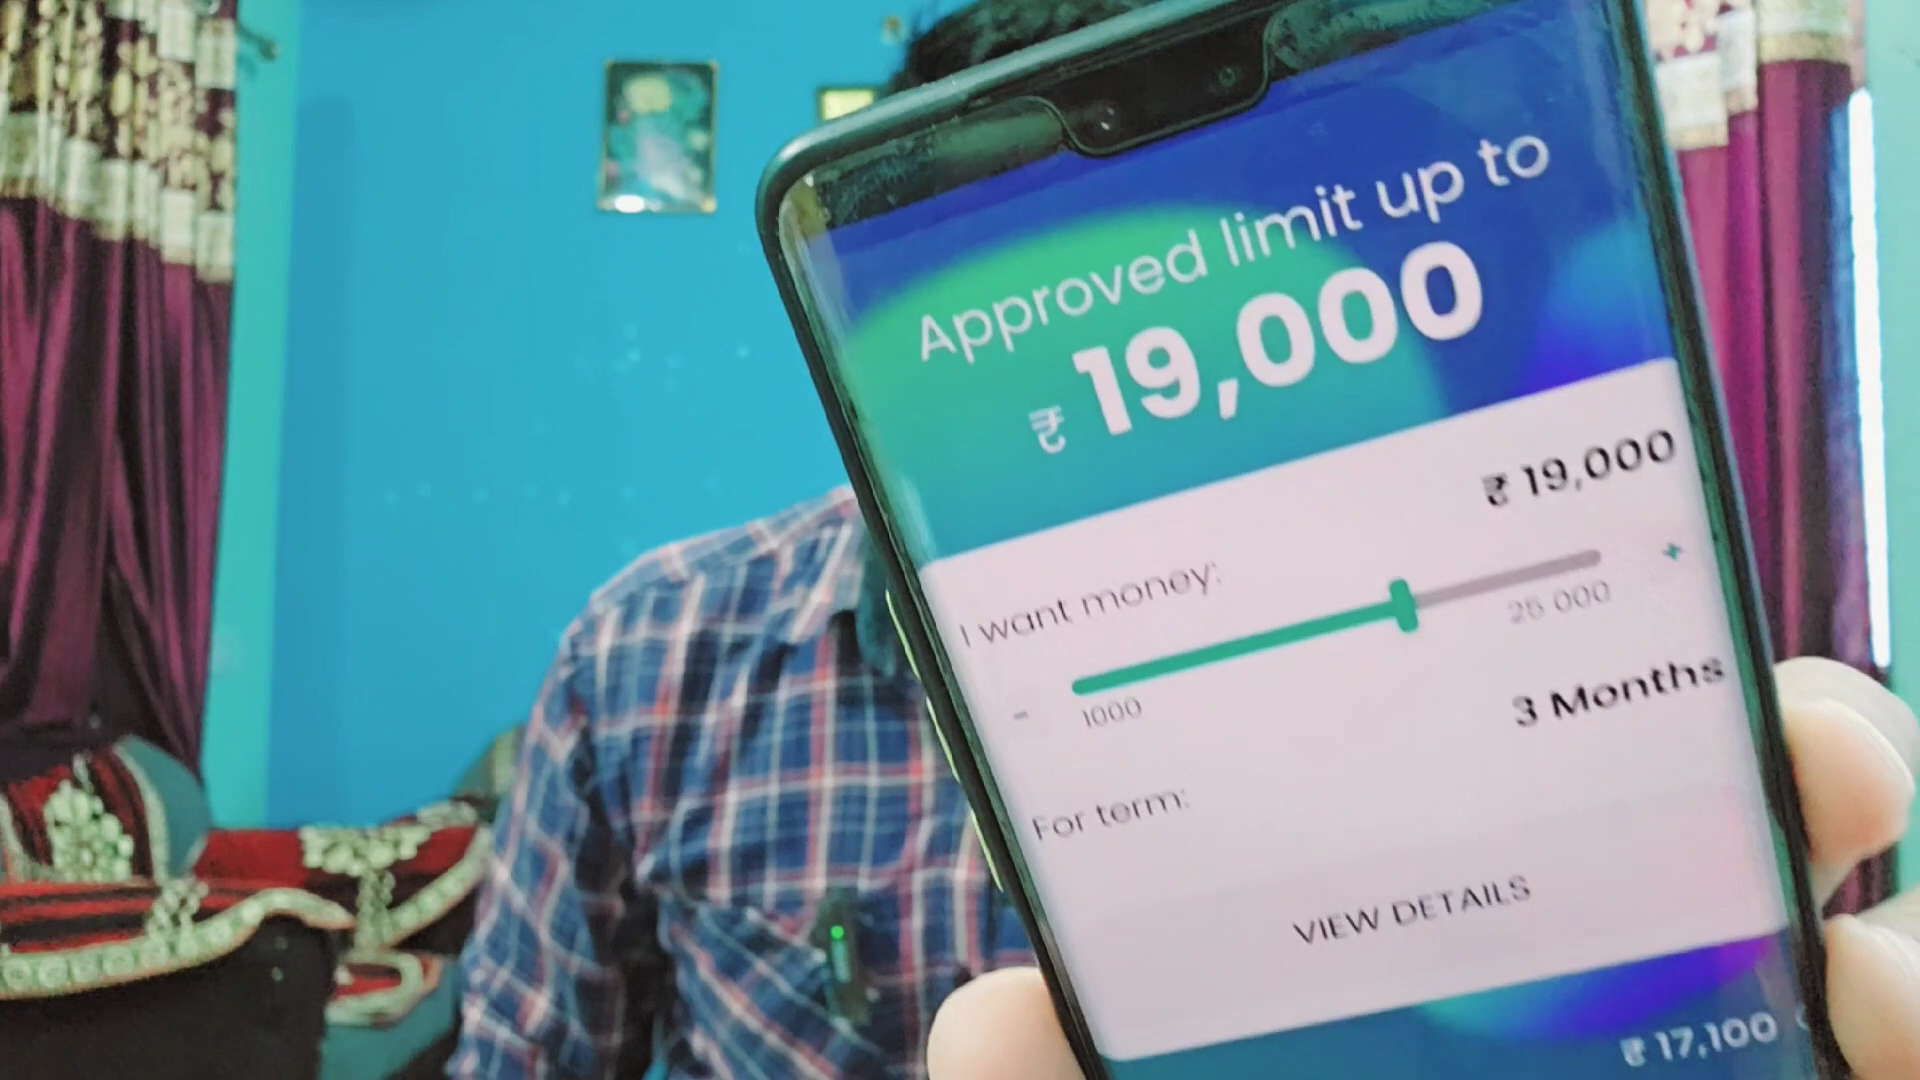 Approved limit up to
₹ 19,000
₹ 19,000
I want money:
- +
1000 25 000
3 Months
For term:
VIEW DETAILS
₹ 17,100